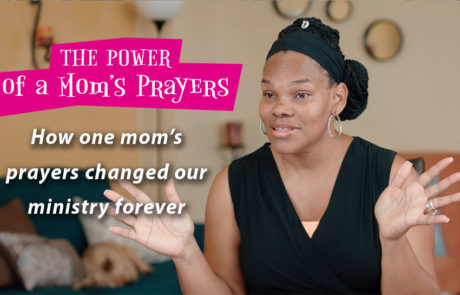 THE POWER
of a Mom's Prayers
How one mom's
prayers changed our
ministry forever